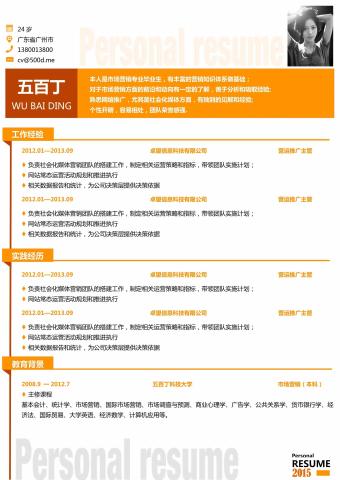 Personal resume
24 岁
广东省广州市
1380013800
cv@500d.me
五百丁
WU BAI DING
本人是市场营销专业毕业生，有丰富的营销知识体系做基础；
对于市场营销方面的前沿和动向有一定的了解，善于分析和吸取经验；
熟悉网络推广，尤其是社会化媒体方面，有独到的见解和经验；
个性开朗，容易相处，团队荣誉感强.
工作经验
2012.01—2013.09 卓望信息科技有限公司 营运推广主管
负责社会化媒体营销团队的搭建工作，制定相关运营策略和指标，带领团队实施计划；
网站常态运营活动规划和推进执行
相关数据报告和统计，为公司决策层提供决策依据
2012.01—2013.09 卓望信息科技有限公司 营运推广主管
负责社会化媒体营销团队的搭建工作，制定相关运营策略和指标，带领团队实施计划；
网站常态运营活动规划和推进执行
相关数据报告和统计，为公司决策层提供决策依据
实践经历
2012.01—2013.09 卓望信息科技有限公司 营运推广主管
负责社会化媒体营销团队的搭建工作，制定相关运营策略和指标，带领团队实施计划；
网站常态运营活动规划和推进执行
2012.01—2013.09 卓望信息科技有限公司 营运推广主管
负责社会化媒体营销团队的搭建工作，制定相关运营策略和指标，带领团队实施计划；
网站常态运营活动规划和推进执行
相关数据报告和统计，为公司决策层提供决策依据
教育背景
2008.9 — 2012.7 五百丁科技大学 市场营销（本科）
主修课程
基本会计、统计学、市场营销、国际市场营销、市场调查与预测、商业心理学、广告学、公共关系学、货币银行学、经
济法、国际贸易、大学英语、经济数学、计算机应用等。
Personal resume
Personal
RESUME
2015